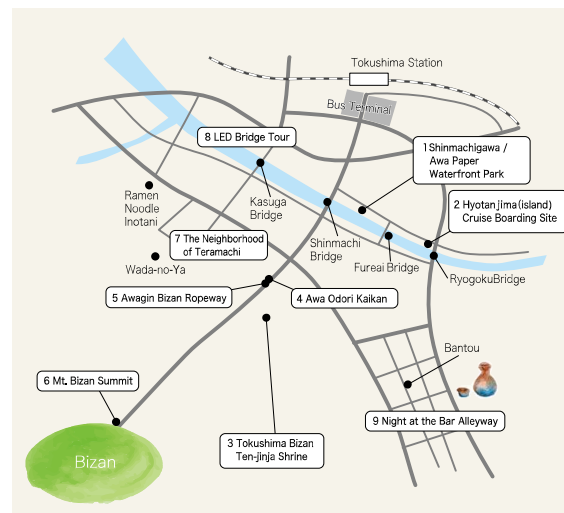 Tokushima Station
Bus Terminal
8 LED Bridge Tour
1 Shinmachigawa /
Awa Paper
Waterfront Park
Ramen
Noodle
Inotani
Kasuga
Bridge
2 Hyotanjima(island)
Cruise Boarding Site
7 The Neighborhood
of Teramachi
Shinmachi
Bridge
Fureai Bridge
RyogokuBridge
Wada-no-Ya
5 Awagin Bizan Ropeway
4 Awa Odori Kaikan
Bantou
6 Mt. Bizan Summit
9 Night at the Bar Alleyway
3 Tokushima Bizan
Ten-jinja Shrine
Bizan